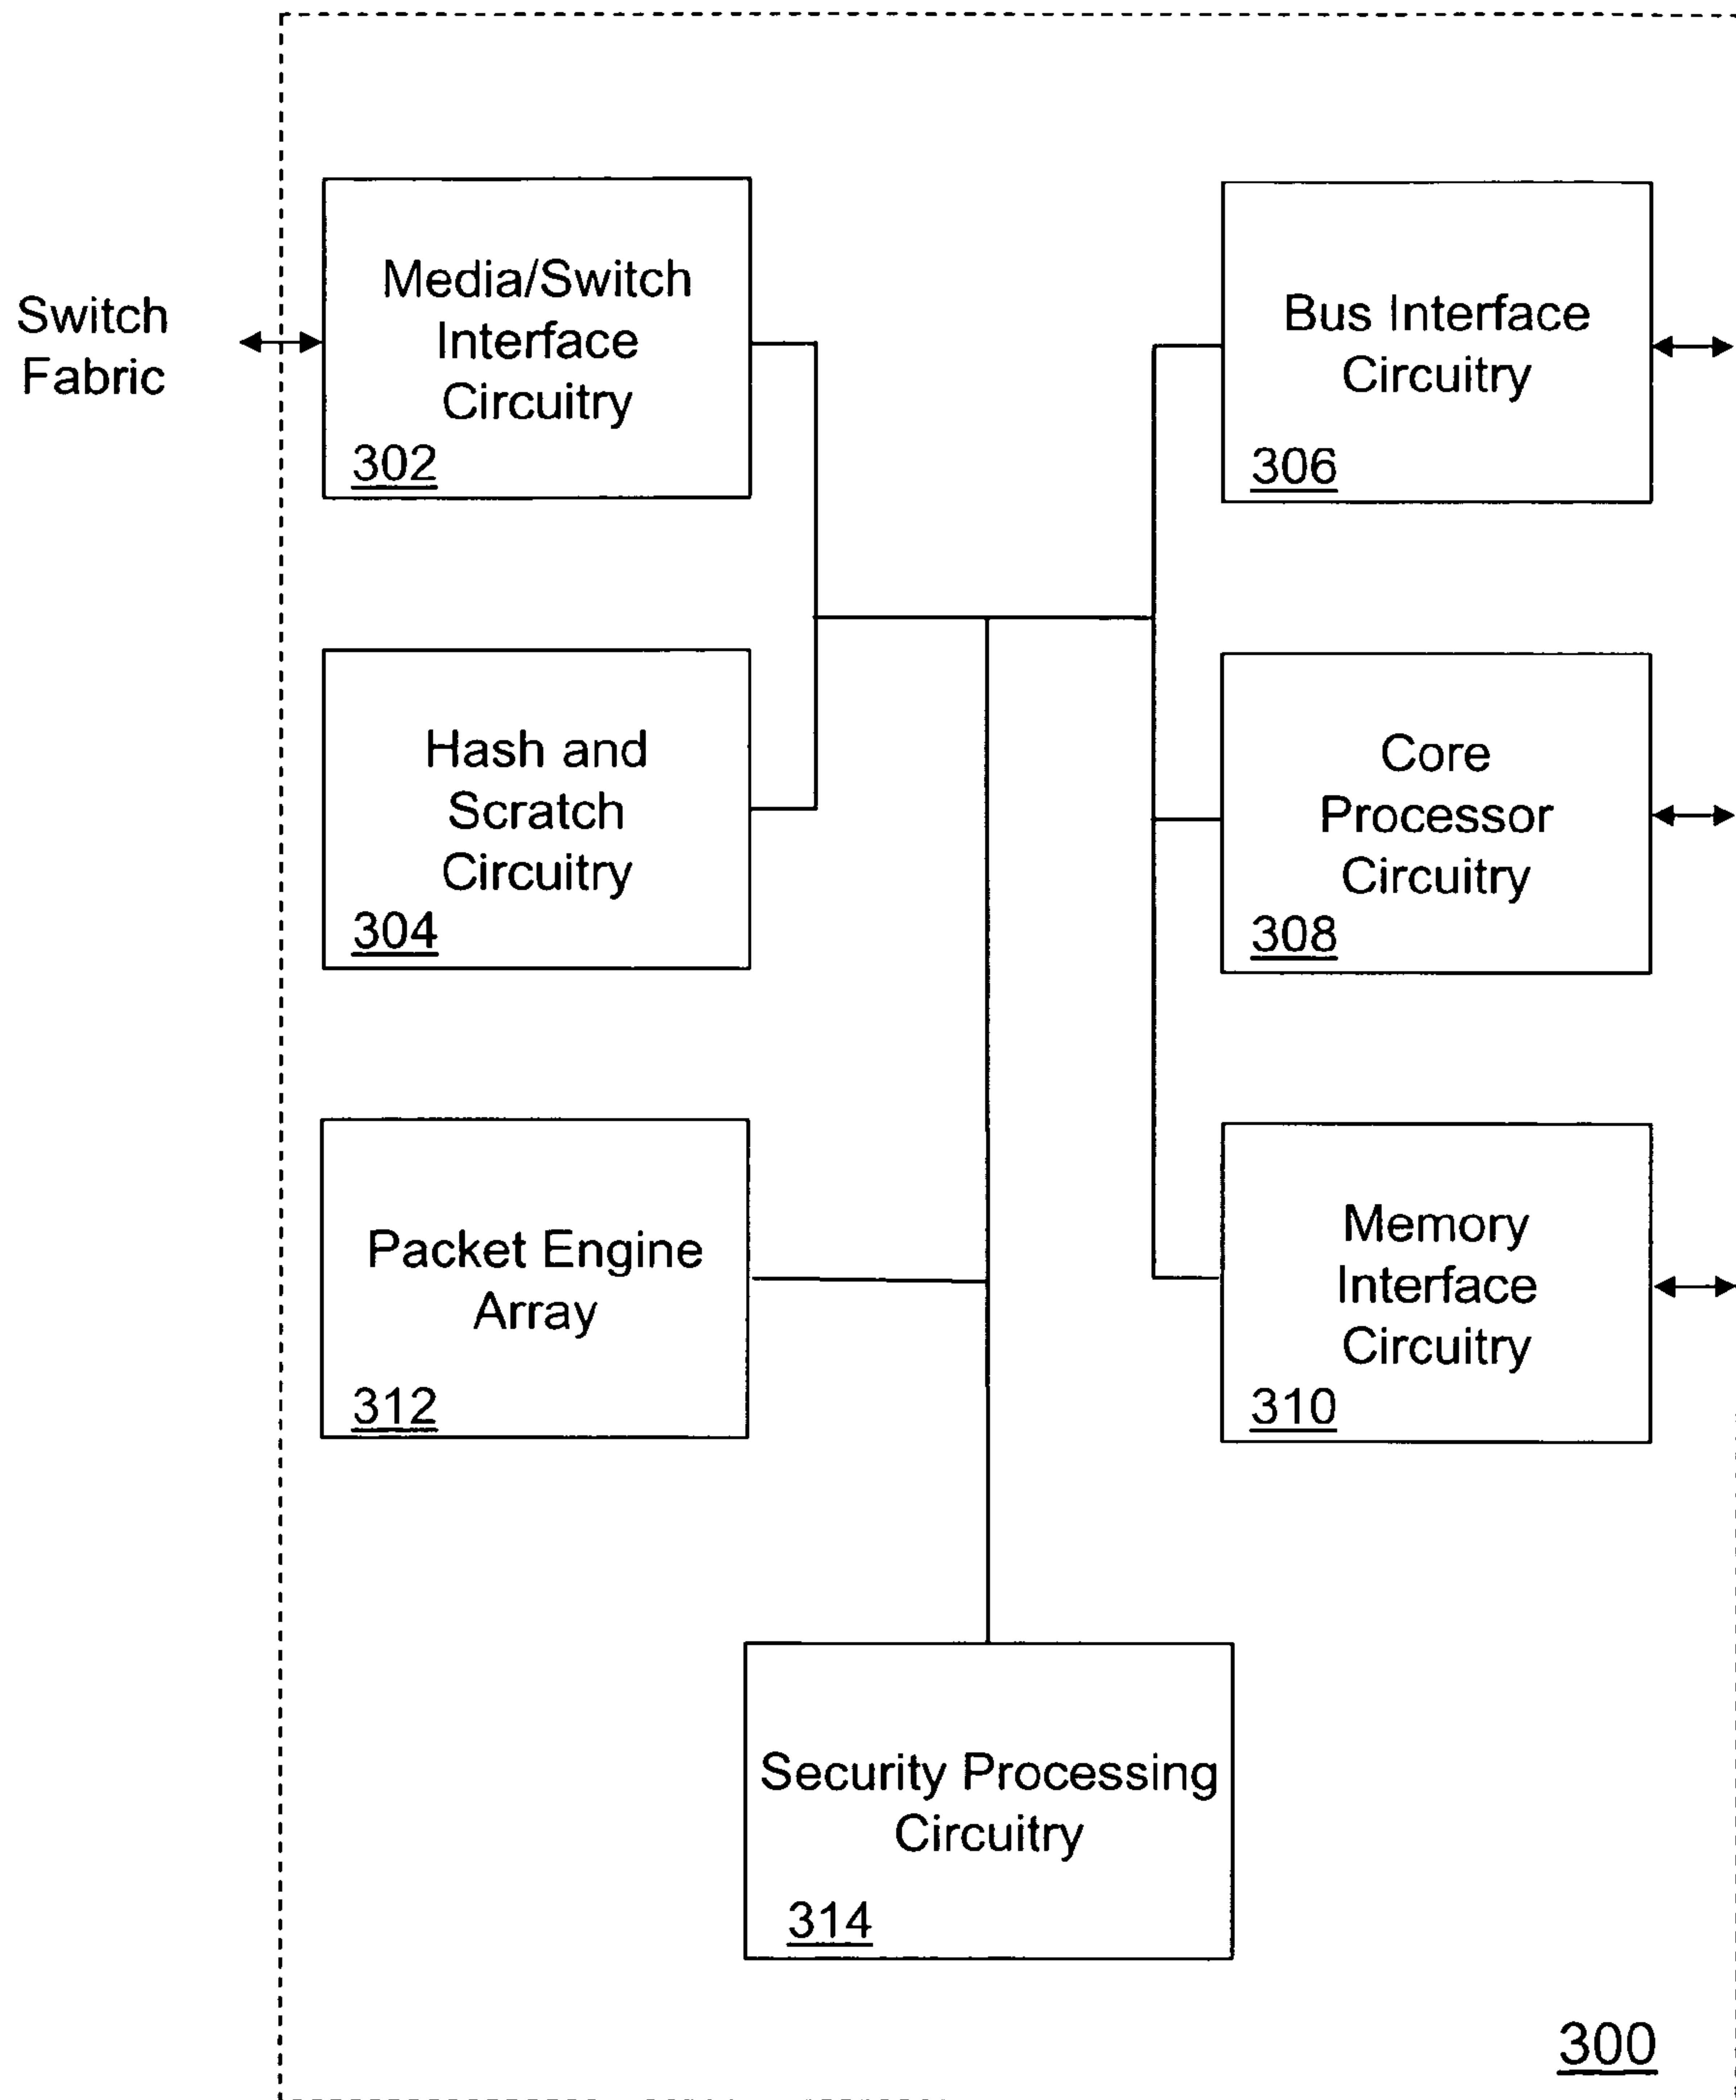 Switch
Fabric
Media/Switch
Interface
Circuitry
302
Bus Interface
Circuitry
306
Hash and
Scratch
Circuitry
304
Core
Processor
Circuitry
308
Packet Engine
Array
312
Memory
Interface
Circuitry
310
Security Processing
Circuitry
314
300